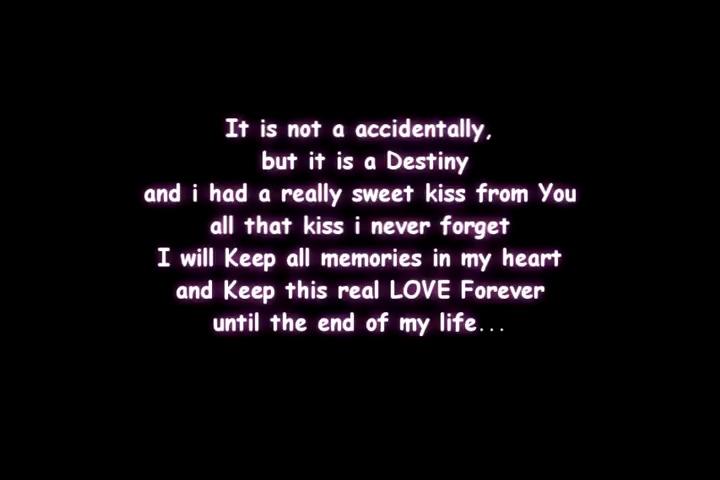 It is not a accidentally,
but it is a Destiny
and i had a really sweet kiss from You
all that kiss i never forget
I will Keep all memories in my heart
and Keep this real LOVE Forever
until the end of my life...